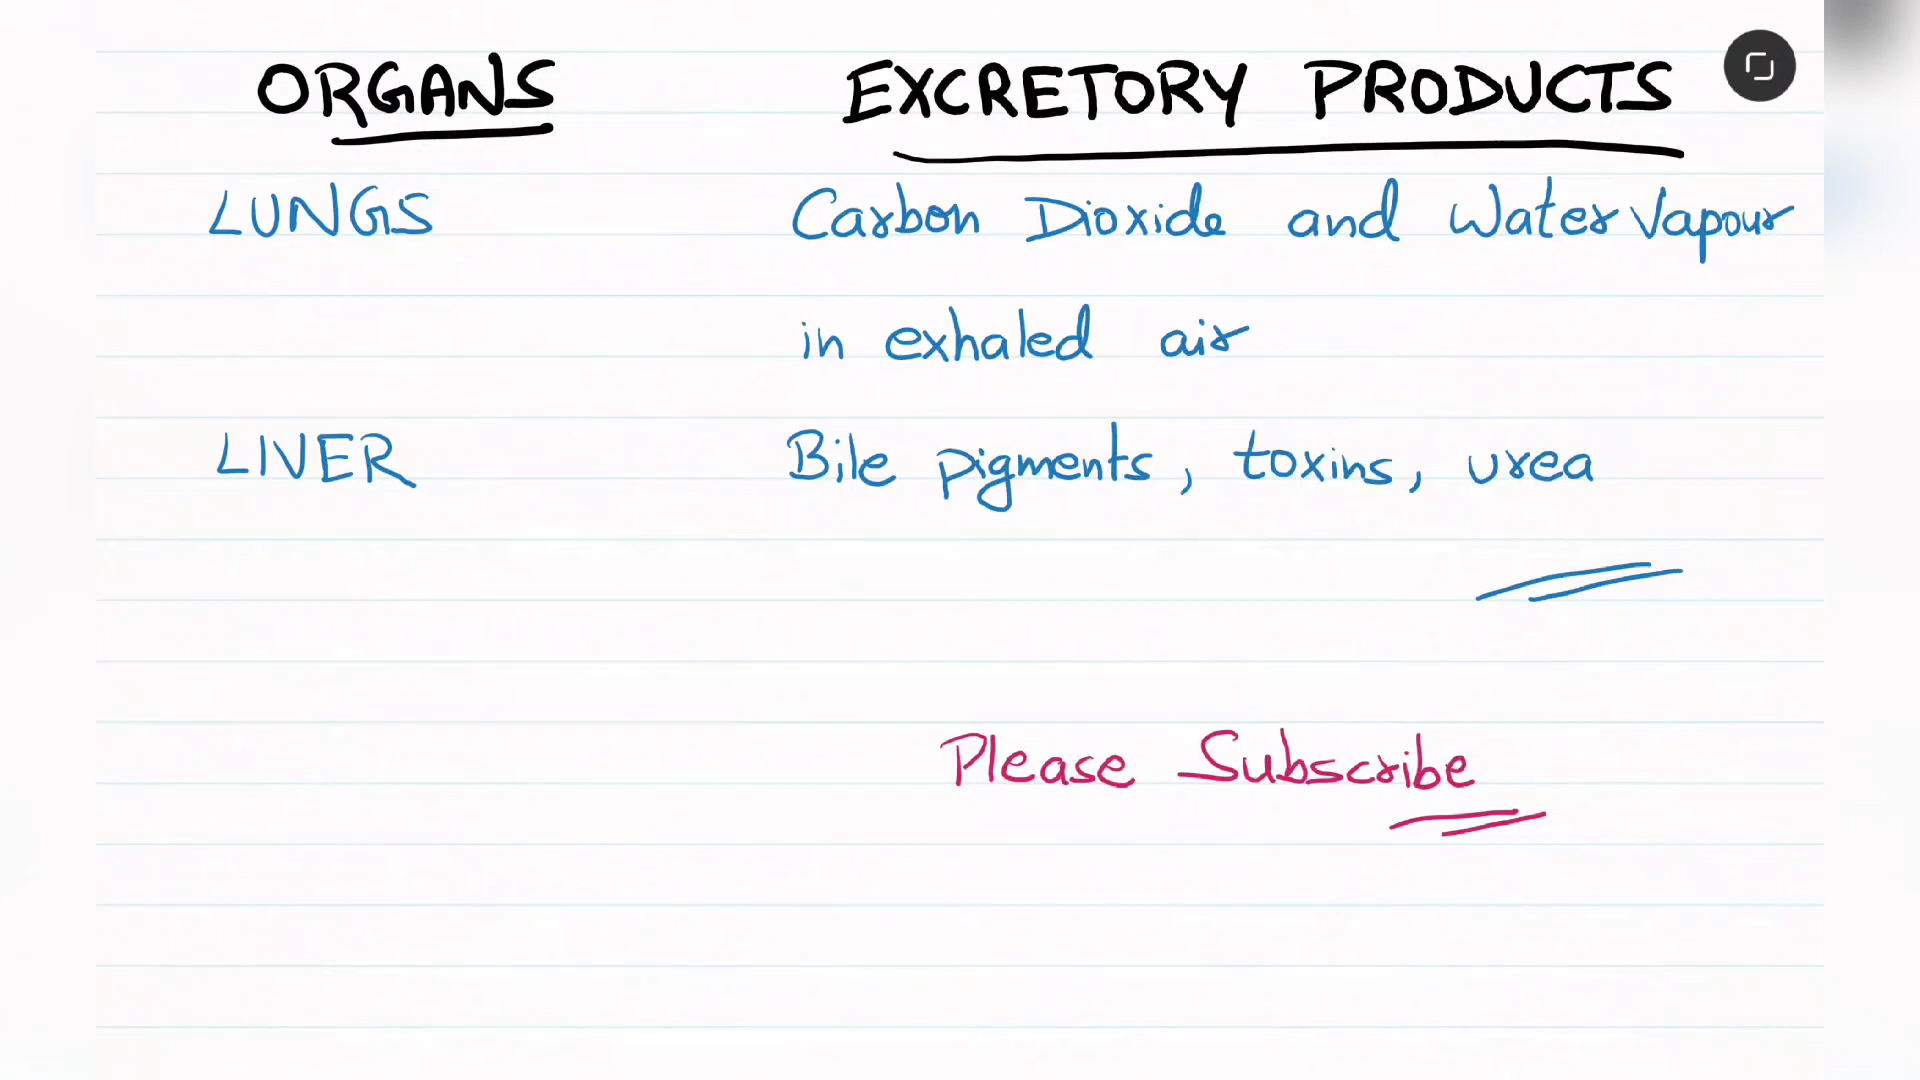 ORGANS EXCRETORY PRODUCTS
LUNGS Carbon Dioxide and Water Vapour
in exhaled air
LIVER Bile pigments, toxins, urea
Please Subscribe